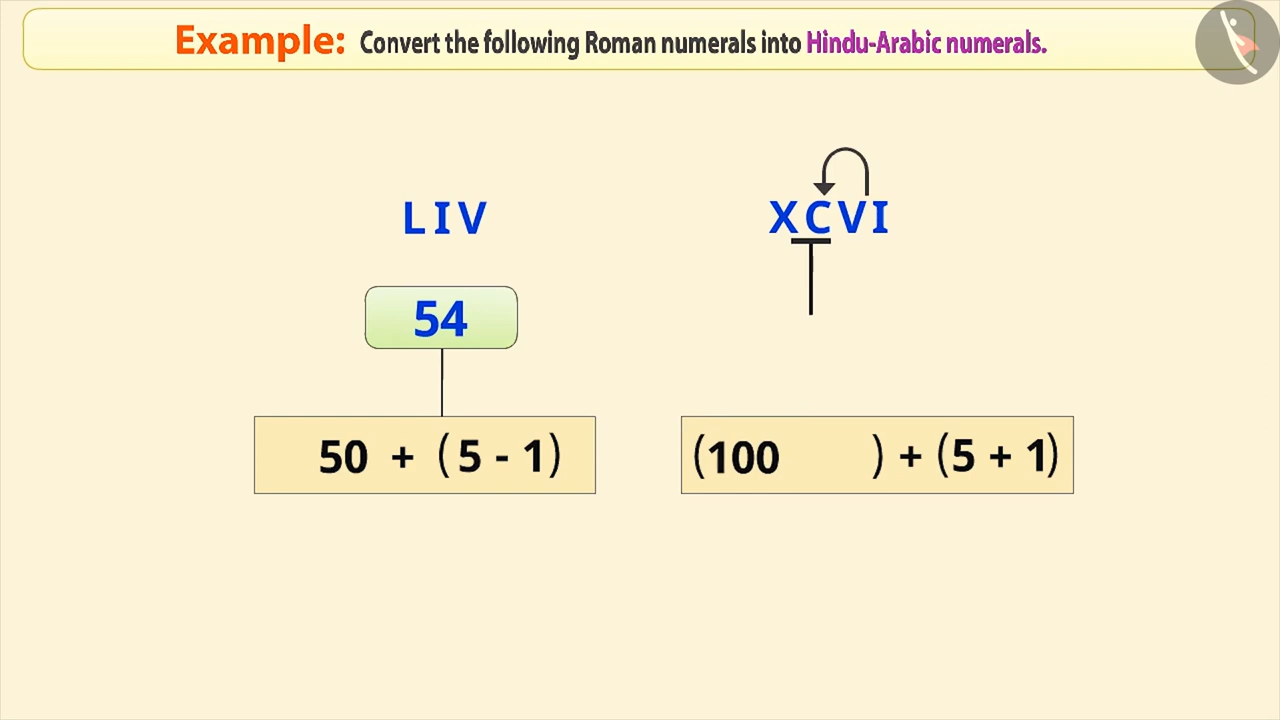 Example: Convert the following Roman numerals into Hindu-Arabic numerals.
LIV
XCVI
54
50 + (5 - 1)
(100 ) + (5 + 1)